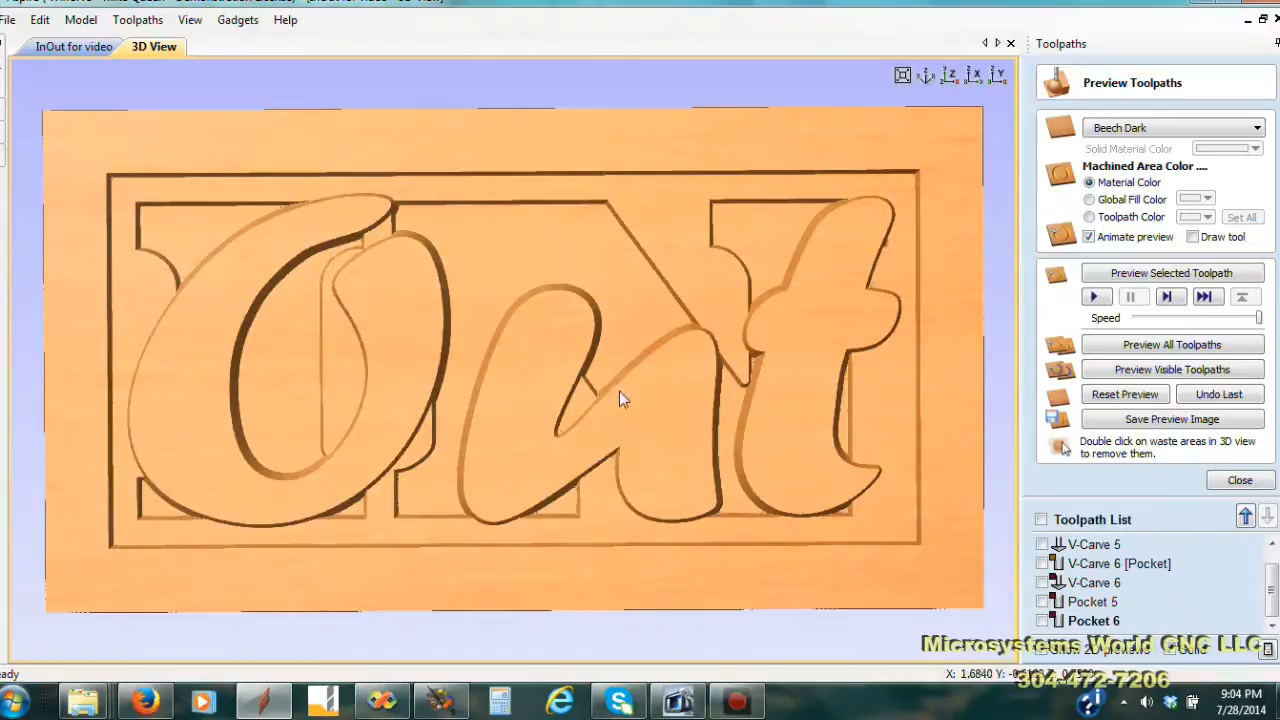 File Edit Model Toolpaths View Gadgets Help
InOut for video 3D View
Toolpaths
Preview Toolpaths
Beech Dark
Solid Material Color
Machined Area Color ....
Material Color
Global Fill Color
Toolpath Color Set All
Animate preview Draw tool
Preview Selected Toolpath
Speed
Preview All Toolpaths
Preview Visible Toolpaths
Reset Preview Undo Last
Save Preview Image
Double click on waste areas in 3D view
to remove them.
Close
Toolpath List
V-Carve 5
V-Carve 6 [Pocket]
V-Carve 6
Pocket 5
Pocket 6
Out
Microsystems World CNC LLC
304-472-7206
eady
X: 1.6840
9:04 PM
7/28/2014